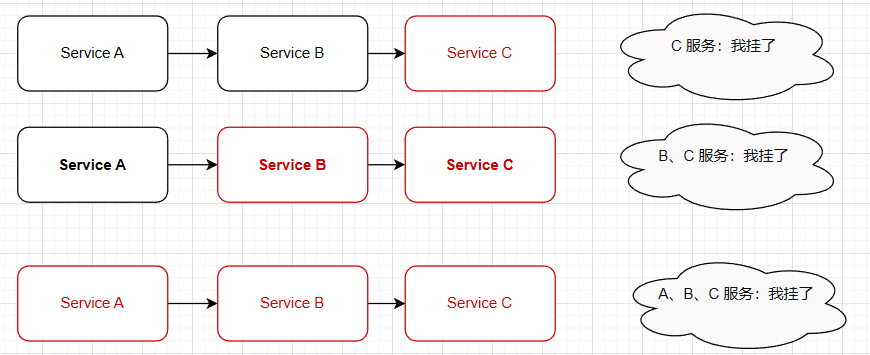 Service A
Service B
Service C
C 服务：我挂了
Service A
Service B
Service C
B、C 服务：我挂了
Service A
Service B
Service C
A、B、C 服务：我挂了